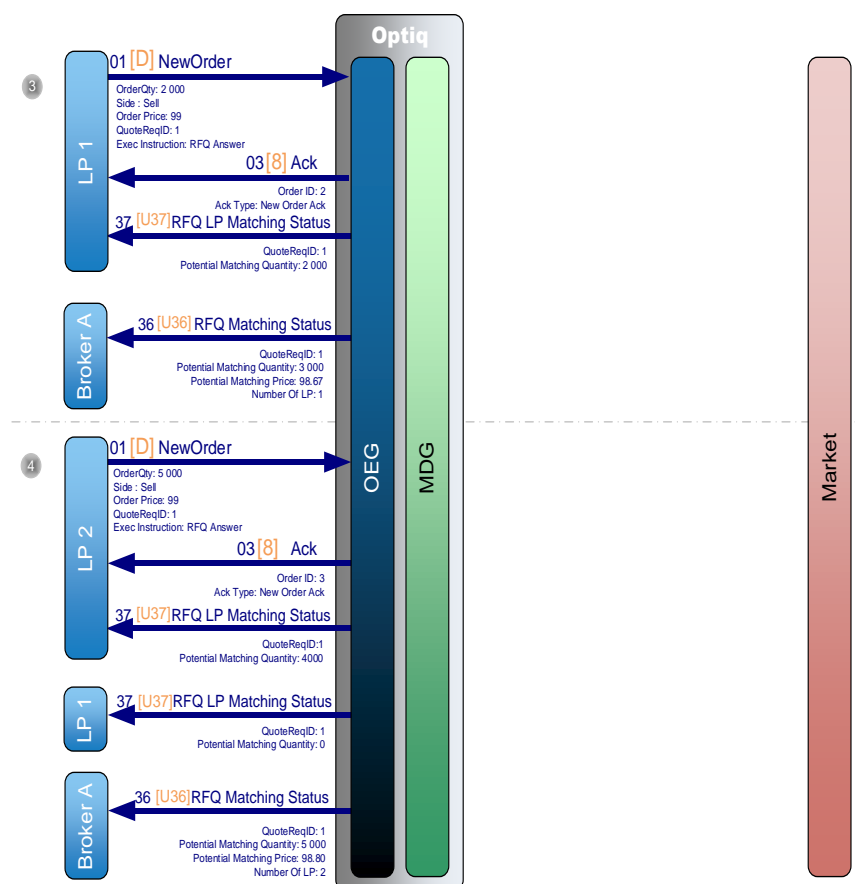 Optiq
3
01 [D] NewOrder
OrderQty: 2 000
Side : Sell
Order Price: 99
QuoteReqID: 1
Exec Instruction: RFQ Answer
LP 1
03 [8] Ack
Order ID: 2
Ack Type: New Order Ack
37 [U37] RFQ LP Matching Status
QuoteReqID: 1
Potential Matching Quantity: 2 000
Broker A
36 [U36] RFQ Matching Status
QuoteReqID: 1
Potential Matching Quantity: 3 000
Potential Matching Price: 98.67
Number Of LP: 1
OEG
MDG
Market
4
01 [D] NewOrder
OrderQty: 5 000
Side : Sell
Order Price: 99
QuoteReqID: 1
Exec Instruction: RFQ Answer
LP 2
03 [8] Ack
Order ID: 3
Ack Type: New Order Ack
37 [U37] RFQ LP Matching Status
QuoteReqID:1
Potential Matching Quantity: 4000
LP 1
37 [U37] RFQ LP Matching Status
QuoteReqID: 1
Potential Matching Quantity: 0
Broker A
36 [U36] RFQ Matching Status
QuoteReqID: 1
Potential Matching Quantity: 5 000
Potential Matching Price: 98.80
Number Of LP: 2